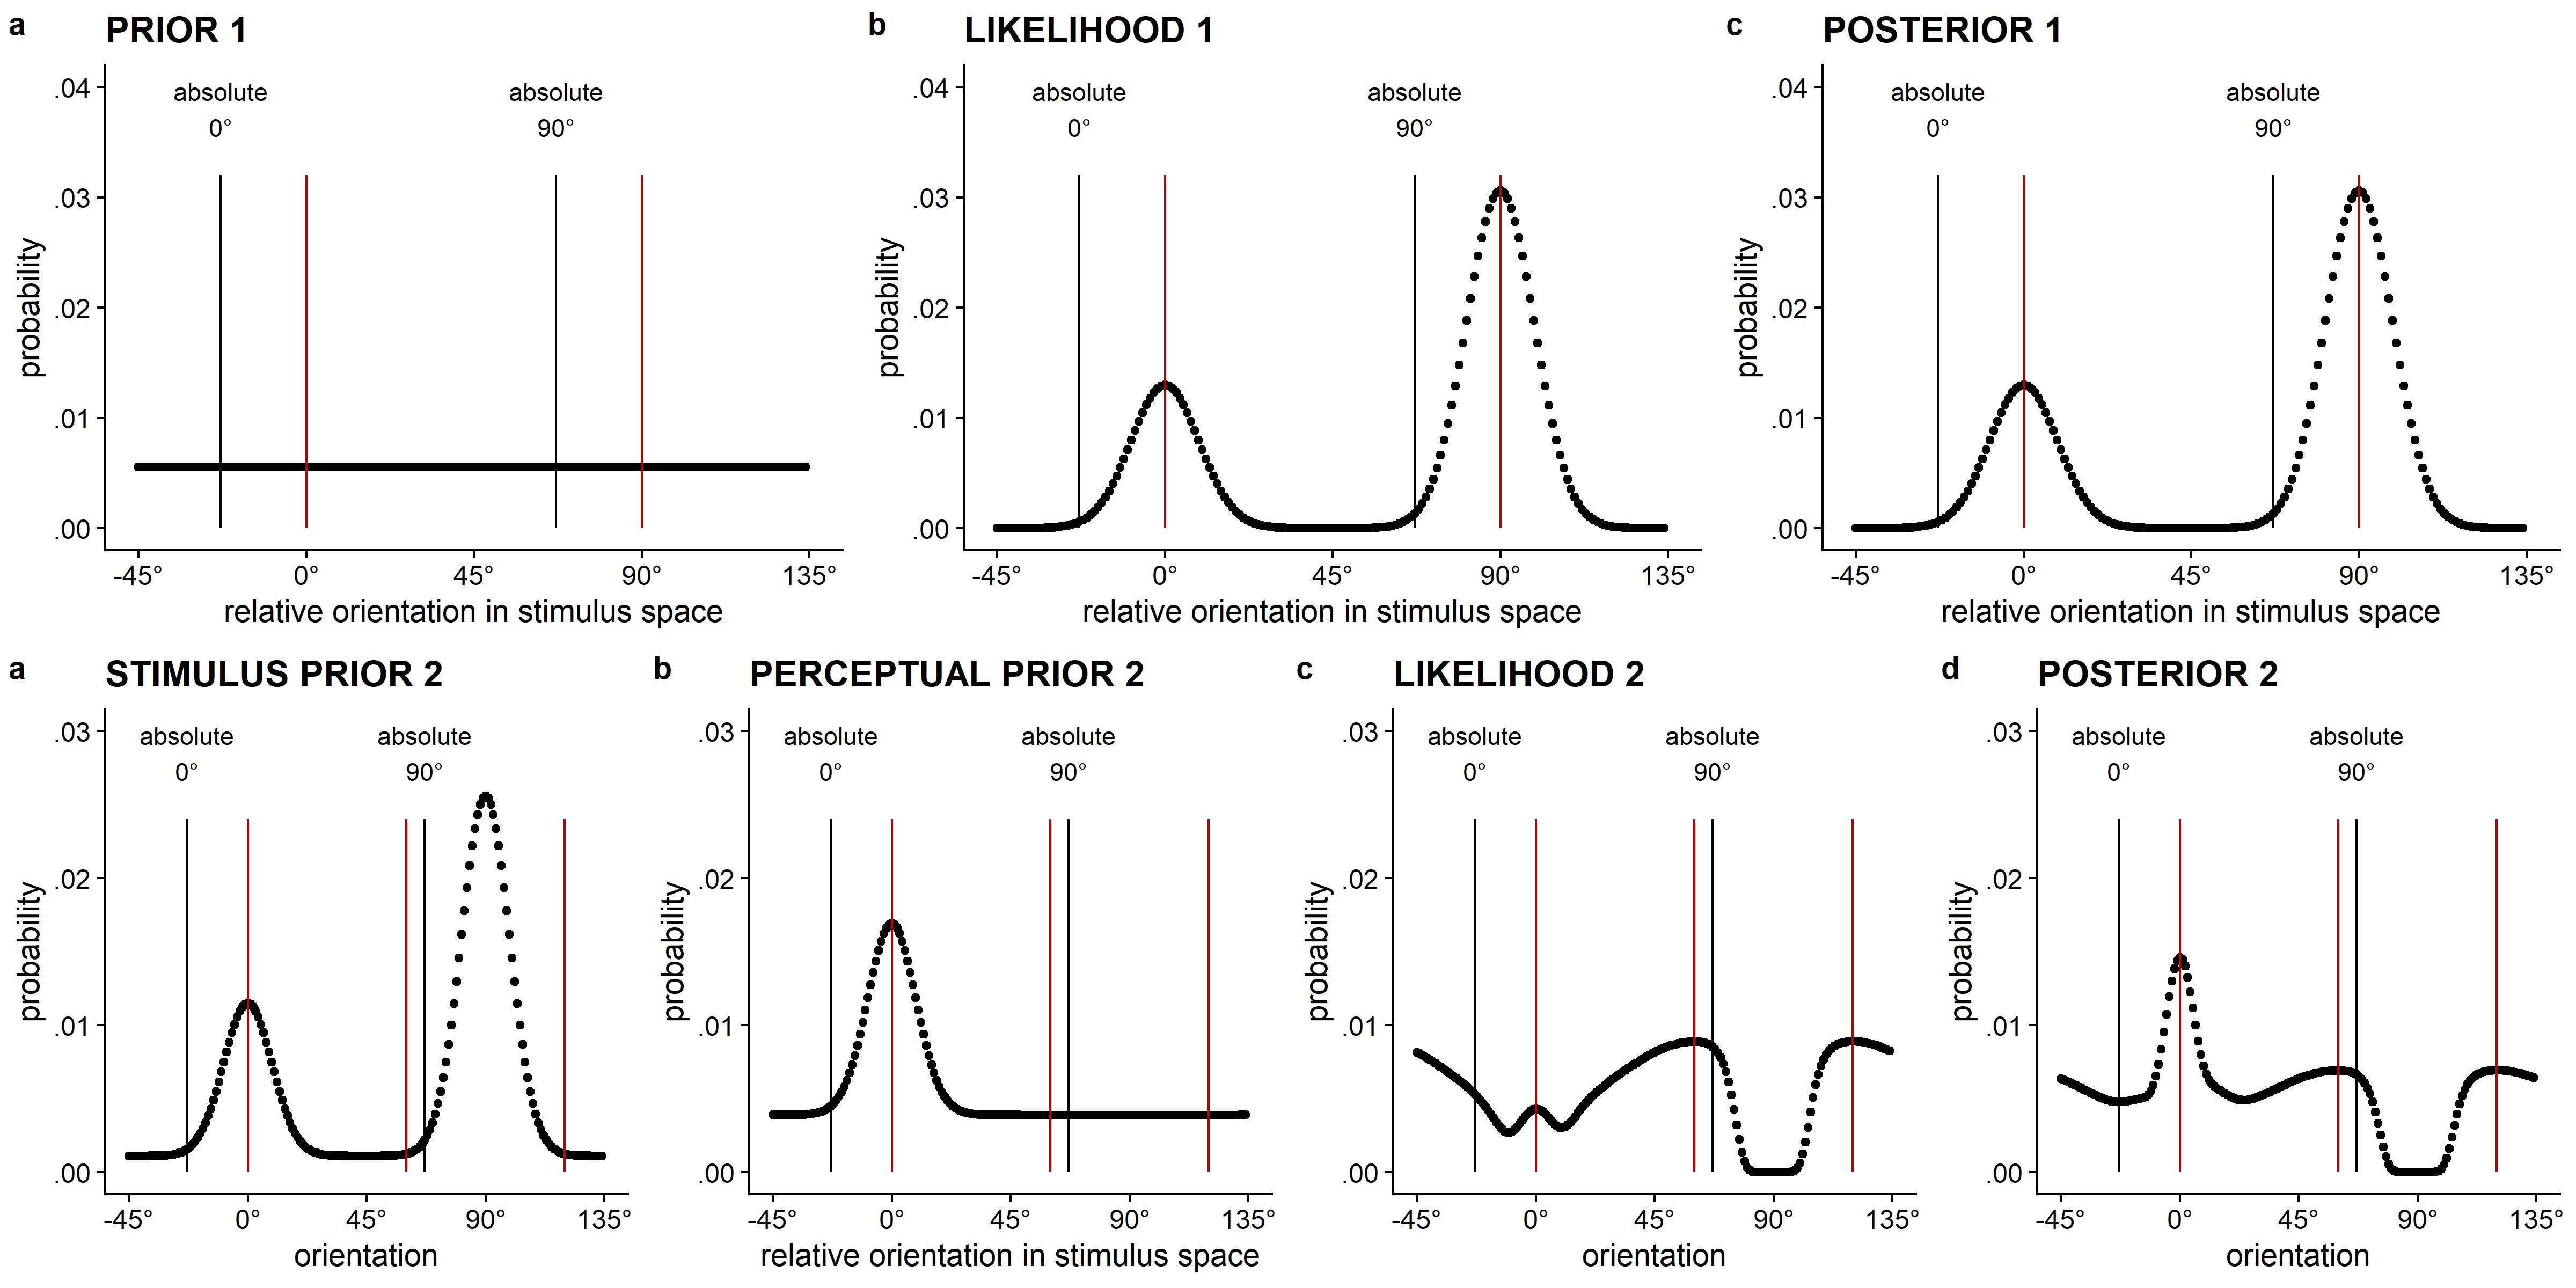 a PRIOR 1
.04
.03
.02
.01
.00
probability
absolute
0°
absolute
90°
-45° 0° 45° 90° 135°
relative orientation in stimulus space
b LIKELIHOOD 1
.04
.03
.02
.01
.00
probability
absolute
0°
absolute
90°
-45° 0° 45° 90° 135°
relative orientation in stimulus space
c POSTERIOR 1
.04
.03
.02
.01
.00
probability
absolute
0°
absolute
90°
-45° 0° 45° 90° 135°
relative orientation in stimulus space
a STIMULUS PRIOR 2
.03
.02
.01
.00
probability
absolute
0°
absolute
90°
-45° 0° 45° 90° 135°
orientation
b PERCEPTUAL PRIOR 2
.03
.02
.01
.00
probability
absolute
0°
absolute
90°
-45° 0° 45° 90° 135°
relative orientation in stimulus space
c LIKELIHOOD 2
.03
.02
.01
.00
probability
absolute
0°
absolute
90°
-45° 0° 45° 90° 135°
orientation
d POSTERIOR 2
.03
.02
.01
.00
probability
absolute
0°
absolute
90°
-45° 0° 45° 90° 135°
orientation